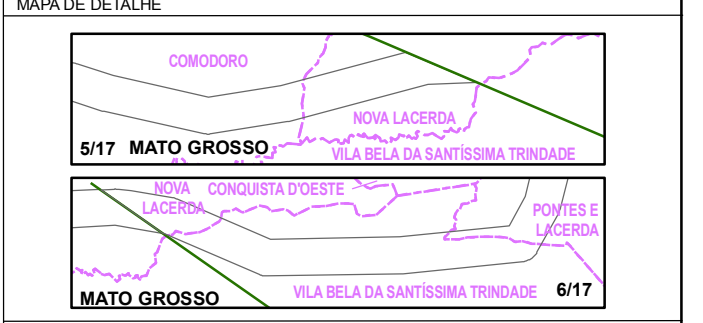 MAPA DE DETALHE
COMODORO
NOVA LACERDA
5/17 MATO GROSSO
VILA BELA DA SANTÍSSIMA TRINDADE
NOVA LACERDA
CONQUISTA D'OESTE
PONTES E LACERDA
MATO GROSSO
VILA BELA DA SANTÍSSIMA TRINDADE
6/17